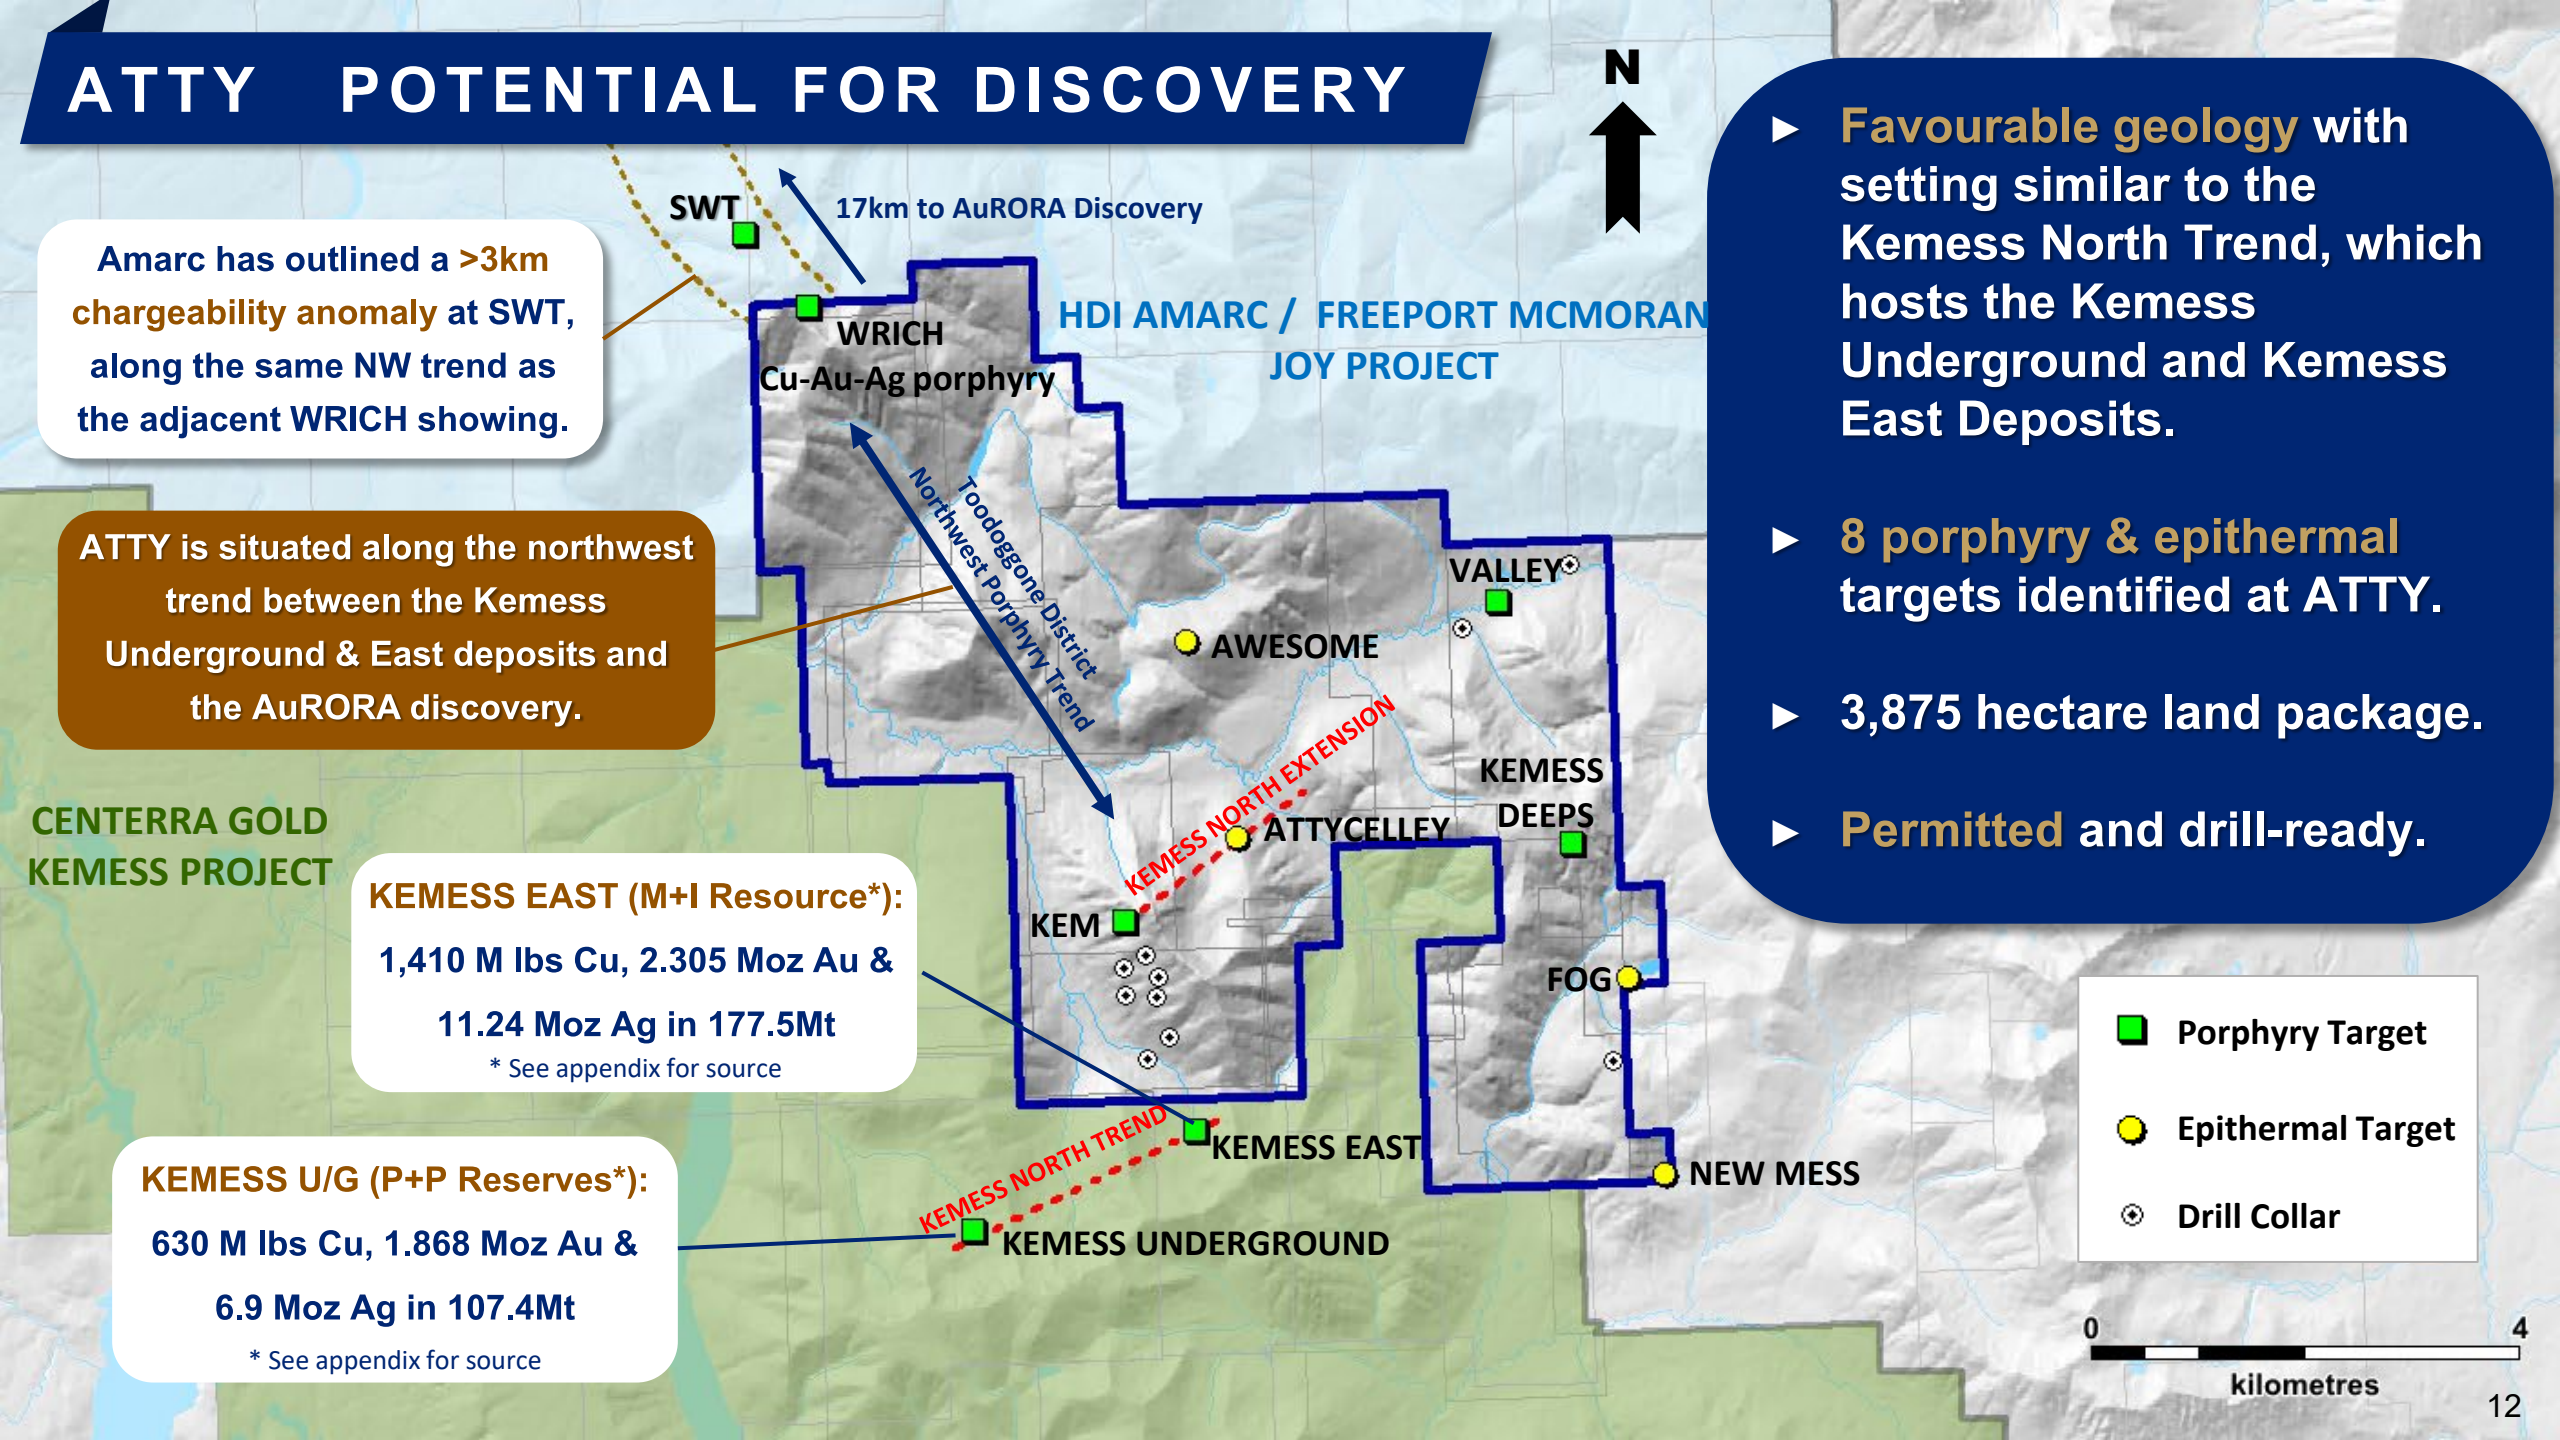 ATTY POTENTIAL FOR DISCOVERY
N
► Favourable geology with
setting similar to the
Kemess North Trend, which
hosts the Kemess
Underground and Kemess
East Deposits.
► 8 porphyry & epithermal
targets identified at ATTY.
► 3,875 hectare land package.
► Permitted and drill-ready.
SWT
17km to AuRORA Discovery
Amarc has outlined a >3km
chargeability anomaly at SWT,
along the same NW trend as
the adjacent WRICH showing.
HDI AMARC / FREEPORT MCMORAN
JOY PROJECT
WRICH
Cu-Au-Ag porphyry
Toodoggone District
Northwest Porphyry Trend
ATTY is situated along the northwest
trend between the Kemess
Underground & East deposits and
the AuRORA discovery.
VALLEY
AWESOME
KEMESS NORTH EXTENSION
KEMESS
DEEPS
ATTYCELLEY
CENTERRA GOLD
KEMESS PROJECT
KEM
FOG
KEMESS EAST (M+I Resource*):
1,410 M lbs Cu, 2.305 Moz Au &
11.24 Moz Ag in 177.5Mt
* See appendix for source
KEMESS NORTH TREND
KEMESS EAST
NEW MESS
KEMESS UNDERGROUND
KEMESS U/G (P+P Reserves*):
630 M lbs Cu, 1.868 Moz Au &
6.9 Moz Ag in 107.4Mt
* See appendix for source
Porphyry Target
Epithermal Target
Drill Collar
0 4
kilometres
12